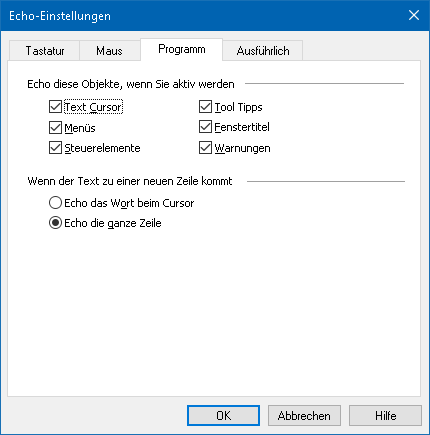 Echo-Einstellungen
Tastatur Maus Programm Ausführlich
Echo diese Objekte, wenn Sie aktiv werden
Text Cursor Tool Tipps
Menüs Fenstertitel
Steuerelemente Warnungen
Wenn der Text zu einer neuen Zeile kommt
Echo das Wort beim Cursor
Echo die ganze Zeile
OK Abbrechen Hilfe